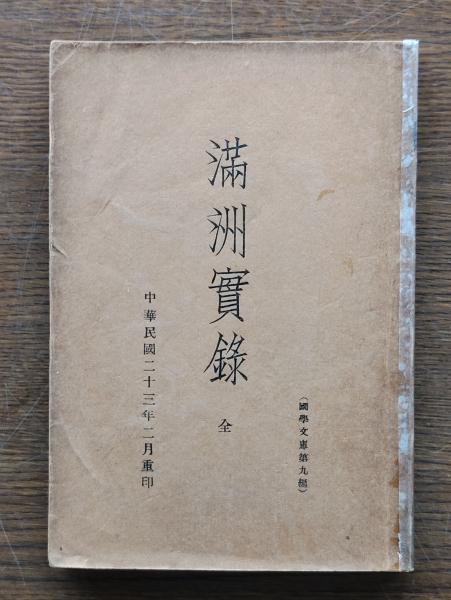 （國學文庫第九編）
滿洲實錄 全
中華民國二十三年二月重印